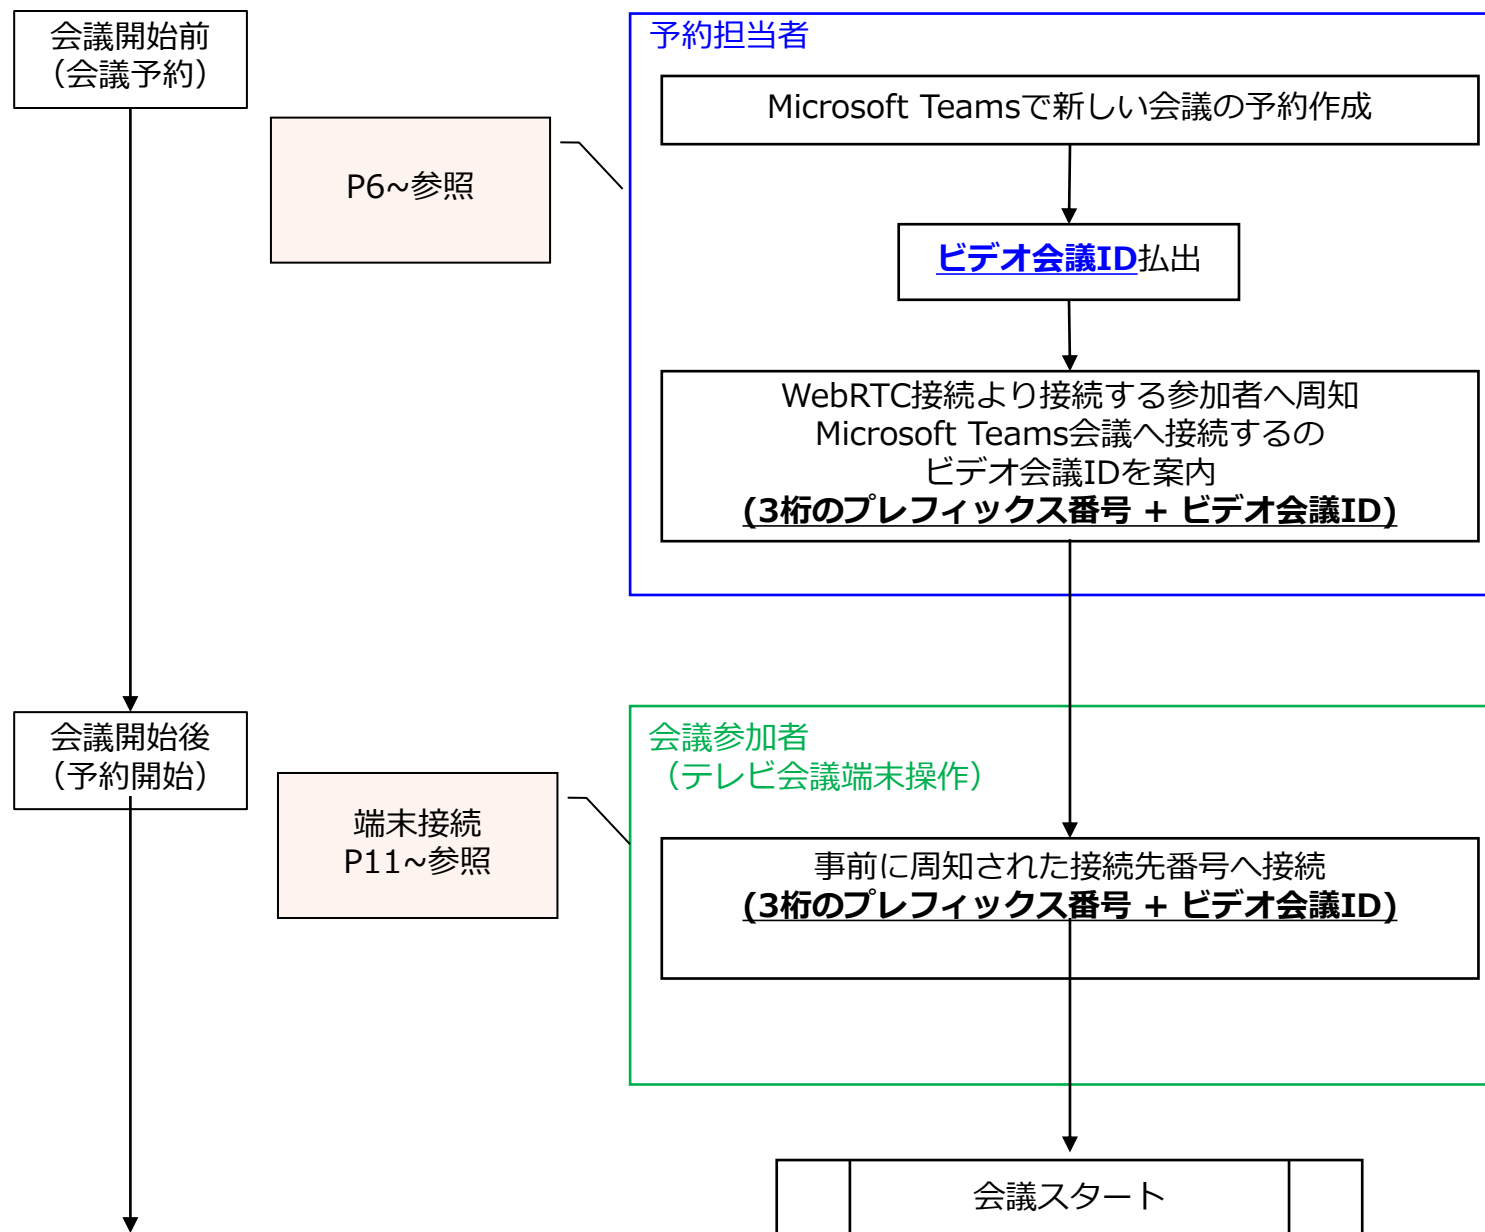 会議開始前
（会議予約）
予約担当者
Microsoft Teamsで新しい会議の予約作成
P6~参照
ビデオ会議ID払出
WebRTC接続より接続する参加者へ周知
Microsoft Teams会議へ接続するの
ビデオ会議IDを案内
(3桁のプレフィックス番号 + ビデオ会議ID)
会議開始後
（予約開始）
会議参加者
（テレビ会議端末操作）
端末接続
P11~参照
事前に周知された接続先番号へ接続
(3桁のプレフィックス番号 + ビデオ会議ID)
会議スタート